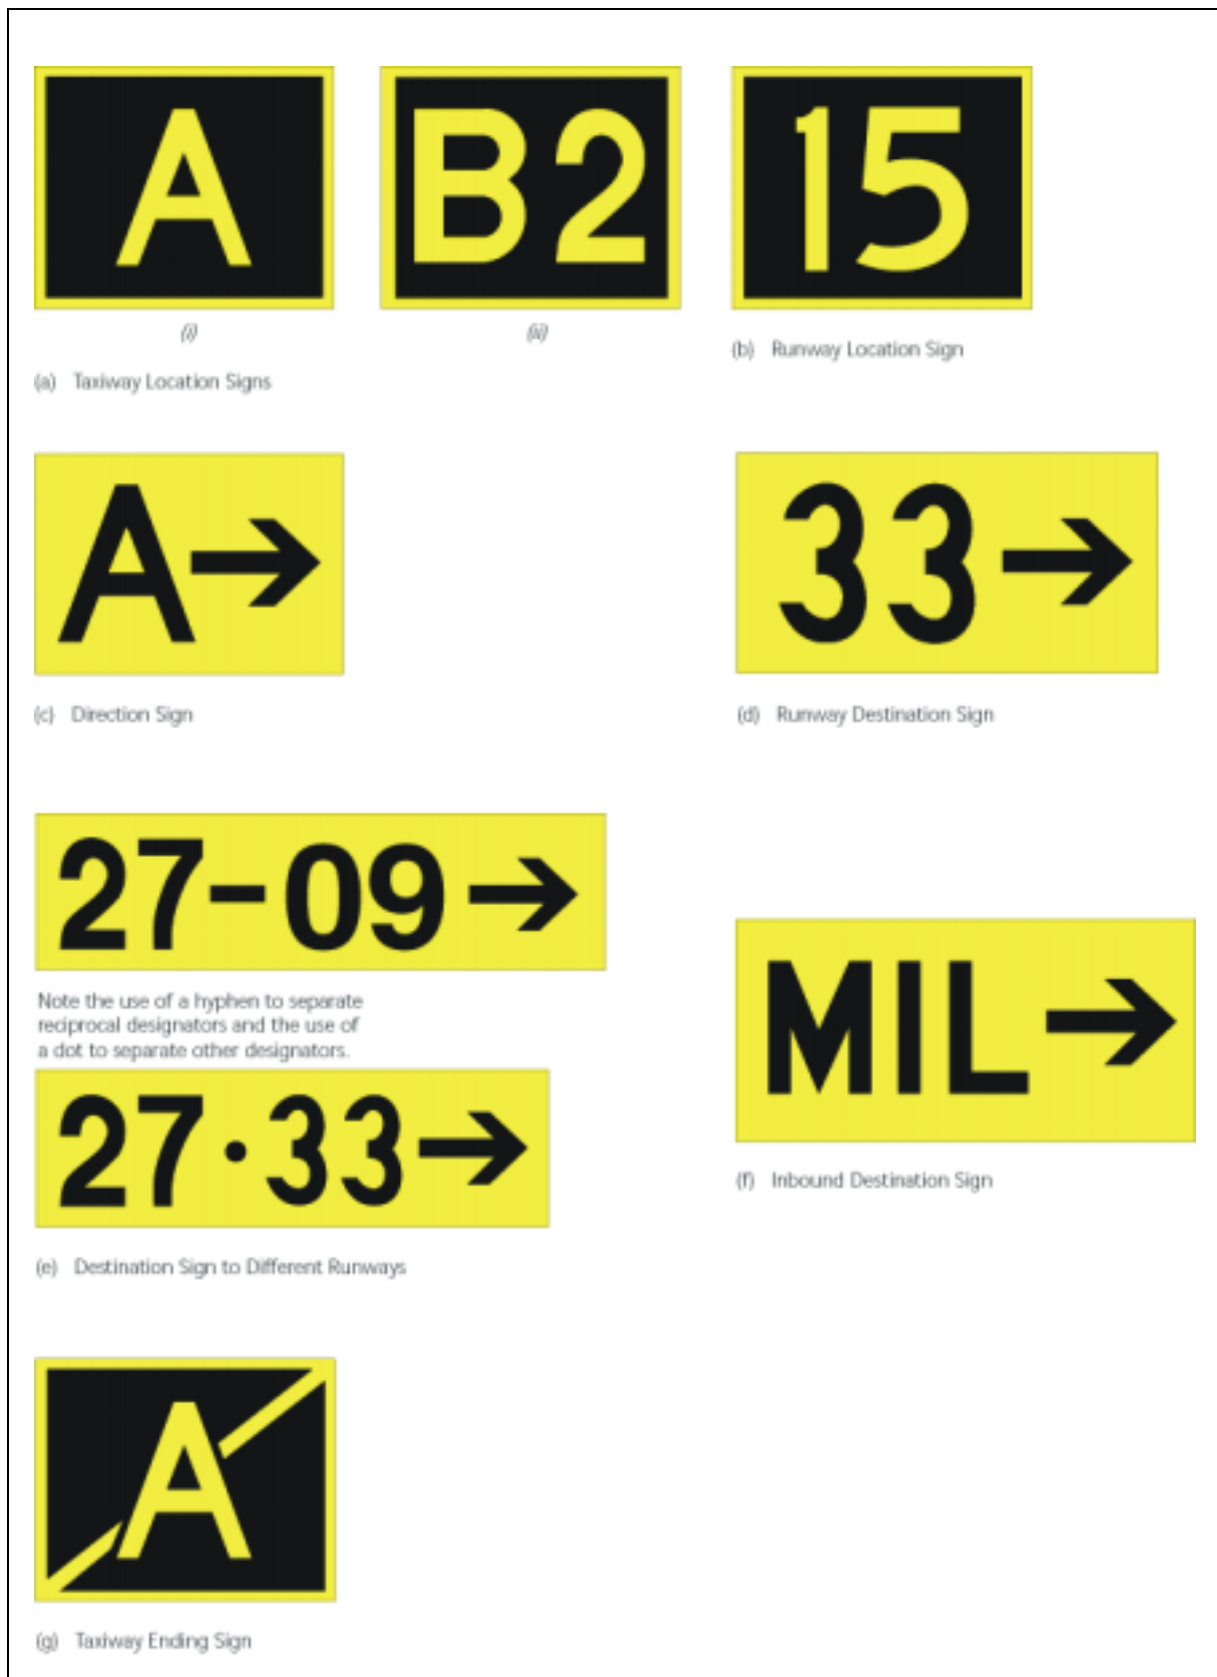 A
B2
15
(i)
(ii)
(b) Runway Location Sign
(a) Taxiway Location Signs
A→
33→
(c) Direction Sign
(d) Runway Destination Sign
27-09→
Note the use of a hyphen to separate
reciprocal designators and the use of
a dot to separate other designators.
27·33→
(e) Destination Sign to Different Runways
MIL→
(f) Inbound Destination Sign
A
(g) Taxiway Ending Sign